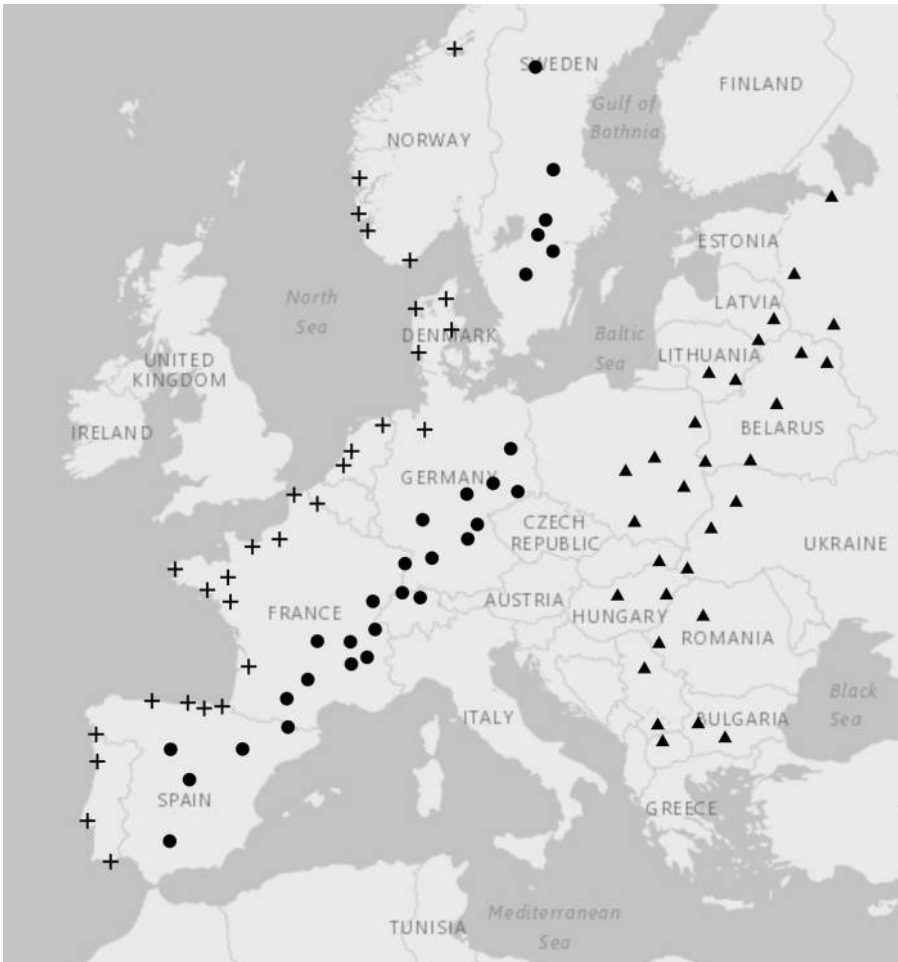 SWEDEN
FINLAND
Gulf of
Bothnia
NORWAY
ESTONIA
North
Sea
LATVIA
DENMARK
Baltic
Sea
LITHUANIA
UNITED
KINGDOM
IRELAND
BELARUS
GERMANY
CZECH
REPUBLIC
UKRAINE
AUSTRIA
FRANCE
HUNGARY
ROMANIA
Black
Sea
ITALY
BULGARIA
SPAIN
GREECE
Mediterranean
Sea
TUNISIA